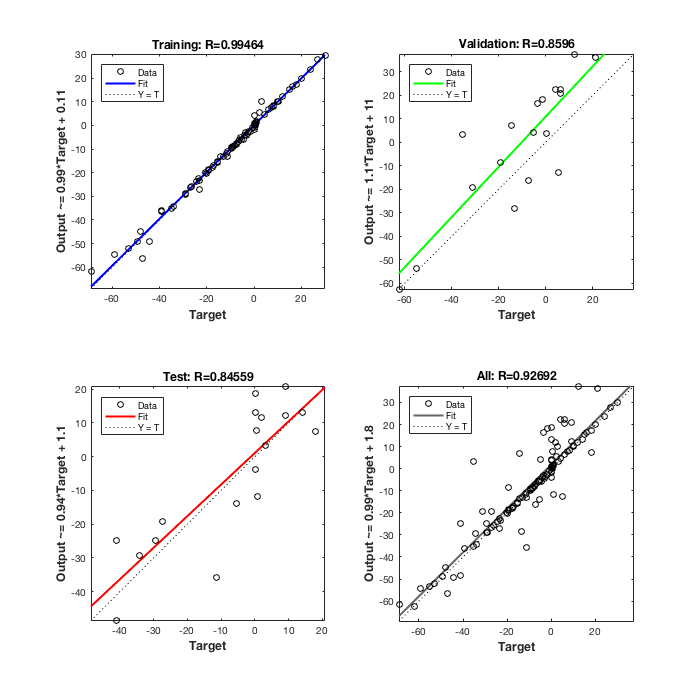 Training: R=0.99464
Output ~= 0.99*Target + 0.11
30
20
10
0
-10
-20
-30
-40
-50
-60
Data
Fit
Y = T
-60 -40 -20 0 20
Target
Validation: R=0.8596
Output ~= 1.1*Target + 11
30
20
10
0
-10
-20
-30
-40
-50
-60
Data
Fit
Y = T
-60 -40 -20 0 20
Target
Test: R=0.84559
Output ~= 0.94*Target + 1.1
20
10
0
-10
-20
-30
-40
Data
Fit
Y = T
-40 -30 -20 -10 0 10 20
Target
All: R=0.92692
Output ~= 0.99*Target + 1.8
30
20
10
0
-10
-20
-30
-40
-50
-60
Data
Fit
Y = T
-60 -40 -20 0 20
Target